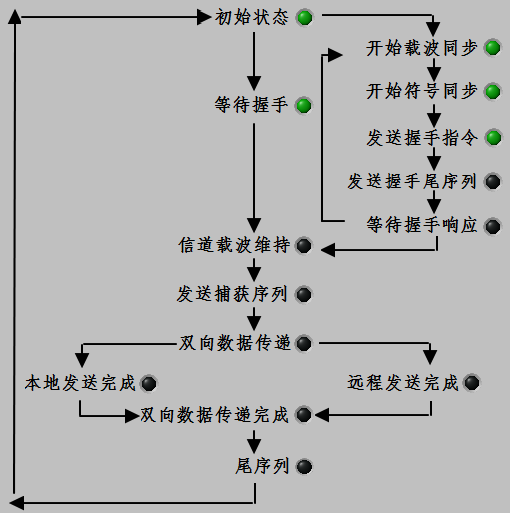 初始状态
开始载波同步
开始符号同步
等待握手
发送握手指令
发送握手尾序列
等待握手响应
信道载波维持
发送捕获序列
双向数据传递
本地发送完成
远程发送完成
双向数据传递完成
尾序列